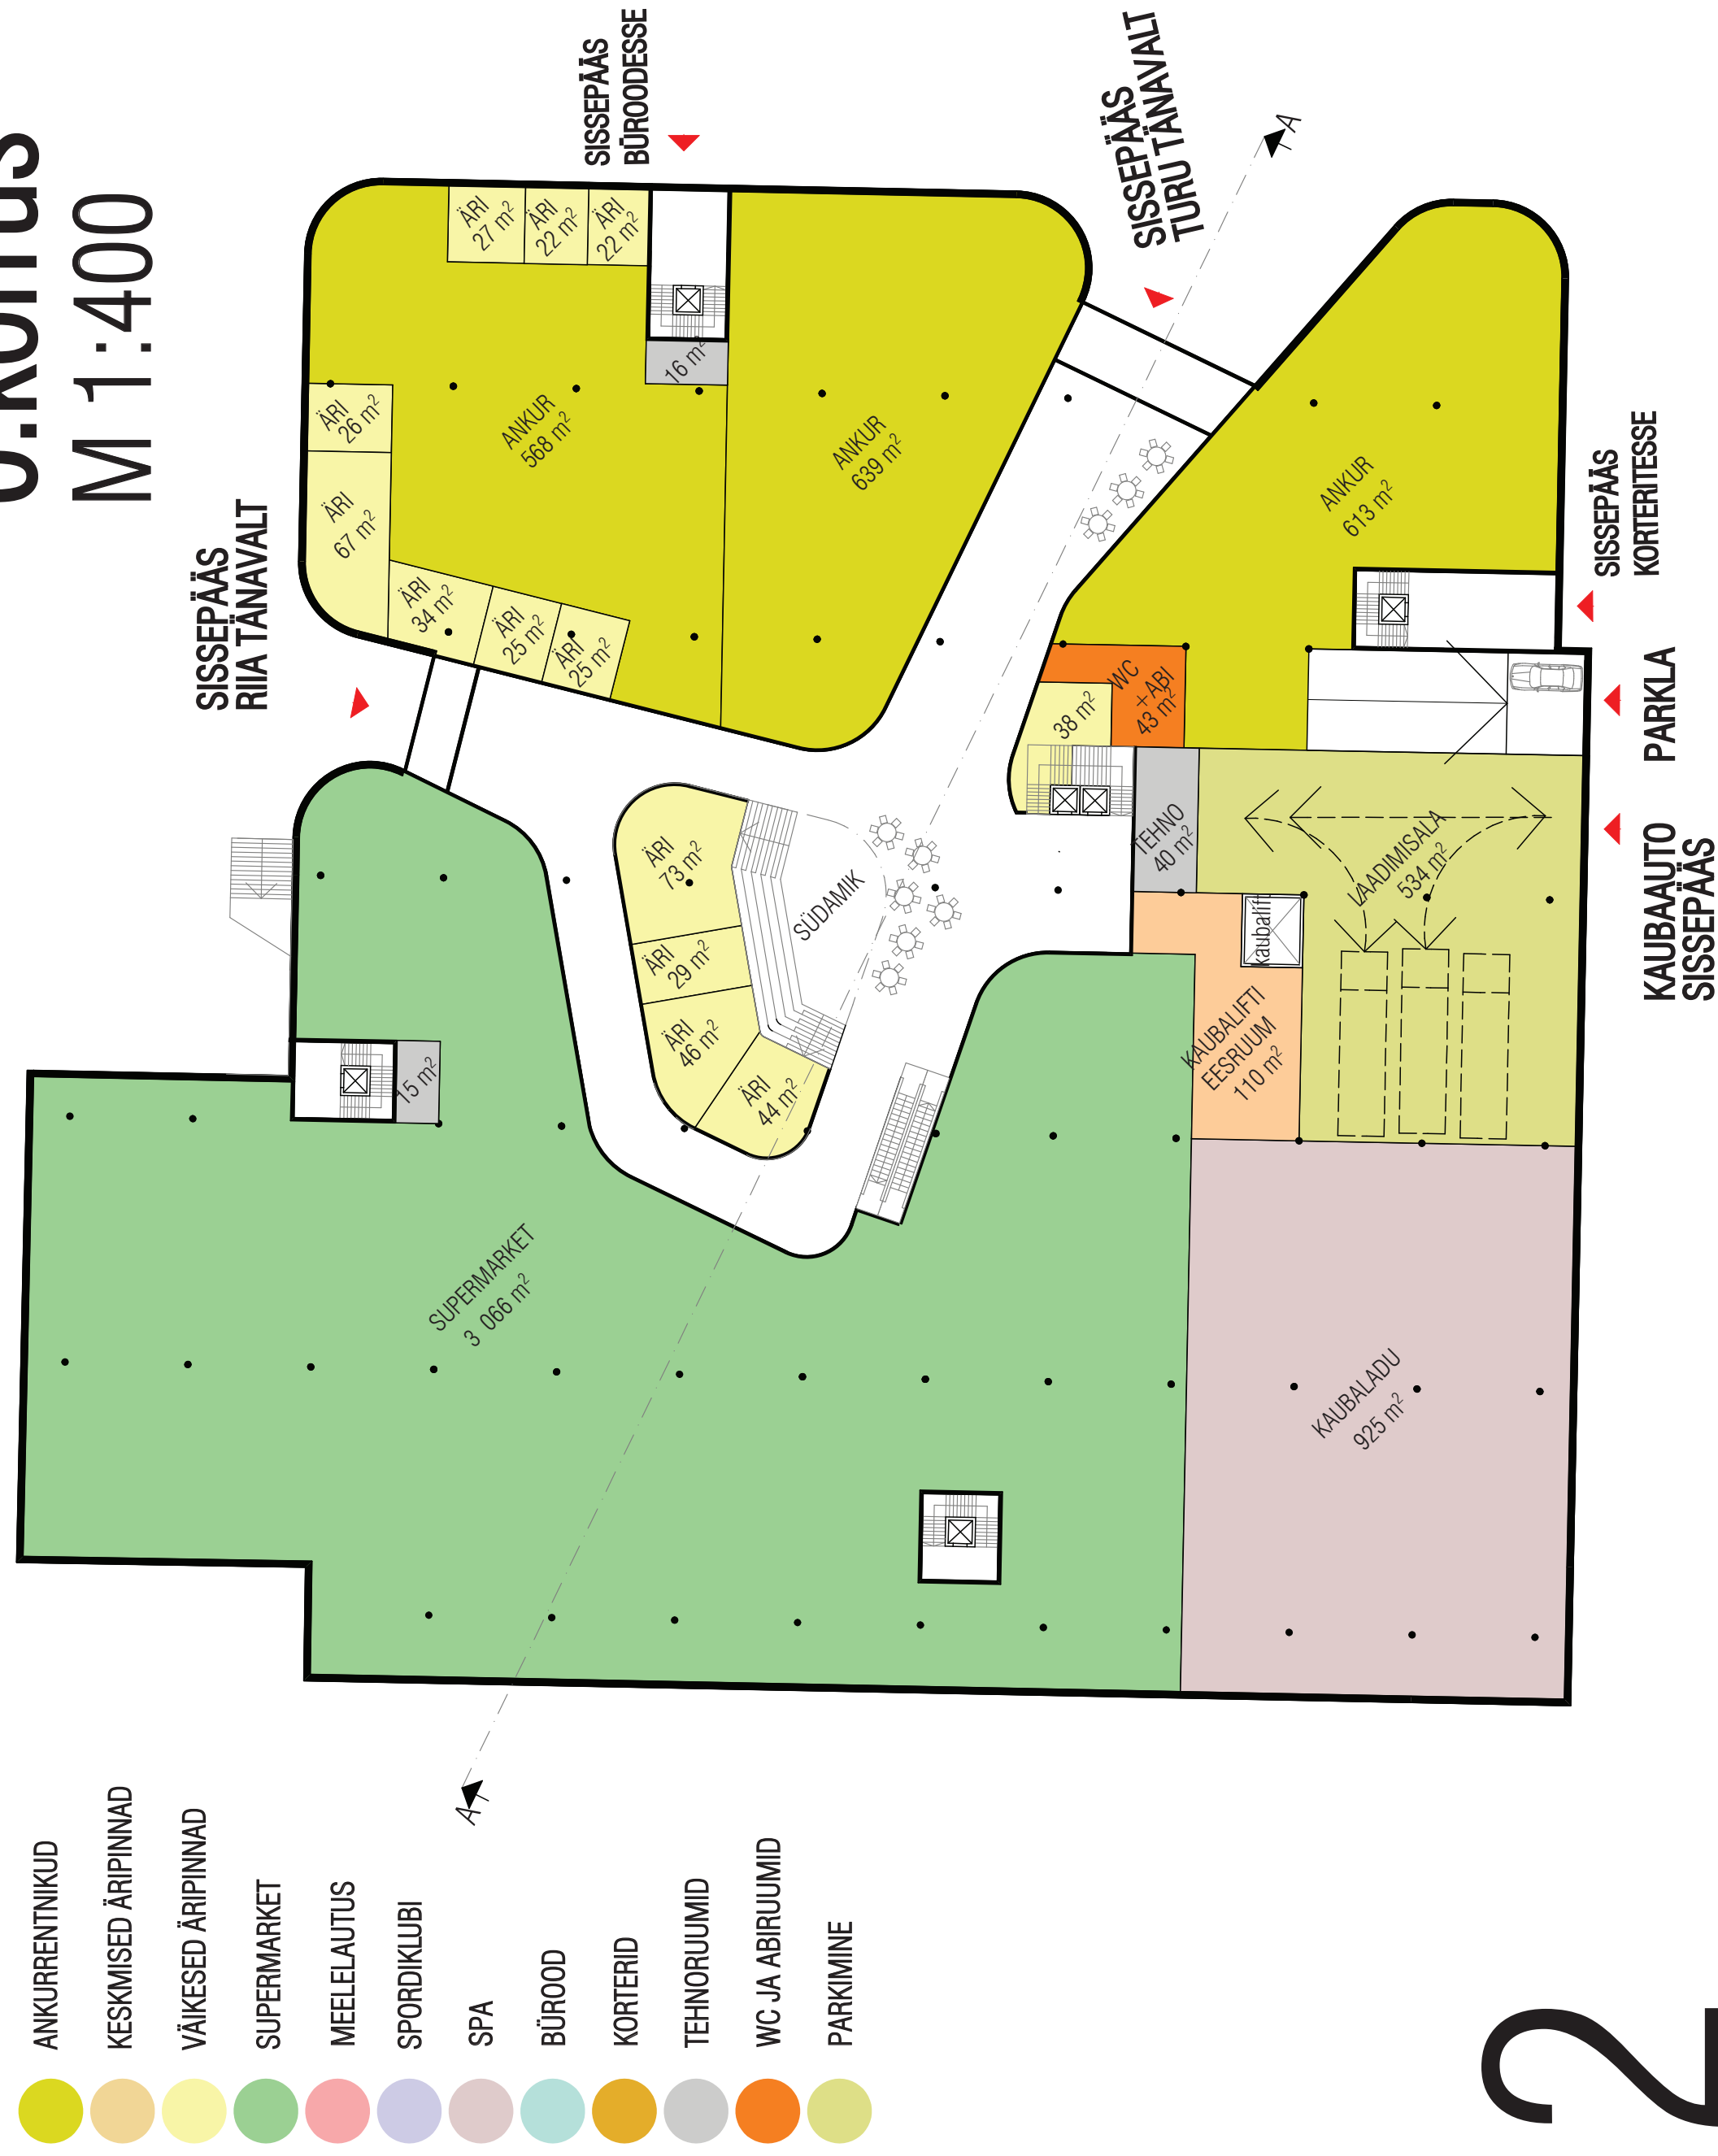 0.korrus
M 1:400
SISSEPÄÄS
RIIA TÄNAVALT
SISSEPÄÄS
BÜROODESSE
SISSEPÄÄS
TURU TÄNAVALT
SISSEPÄÄS
KORTERITESSE
PARKLA
KAUBAAUTO
SISSEPÄÄS
ÄRI
27 m²
ÄRI
22 m²
ÄRI
22 m²
16 m²
ÄRI
26 m²
ÄRI
67 m²
ÄRI
34 m²
ÄRI
25 m²
ÄRI
25 m²
ANKUR
568 m²
ANKUR
639 m²
ANKUR
613 m²
38 m²
WC
+ABI
43 m²
TEHNO
40 m²
LAADIMISALA
534 m²
kaubalift
KAUBALIFTI
EESRUUM
110 m²
SÜDAMIK
ÄRI
73 m²
ÄRI
29 m²
ÄRI
46 m²
ÄRI
44 m²
15 m²
SUPERMARKET
3 066 m²
KAUBALADU
925 m²
A
A
ANKURRENTNIKUD
KESKMISED ÄRIPINNAD
VÄIKESED ÄRIPINNAD
SUPERMARKET
MEELELAUTUS
SPORDIKLUBI
SPA
BÜROOD
KORTERID
TEHNORUUMID
WC JA ABIRUUMID
PARKIMINE
2